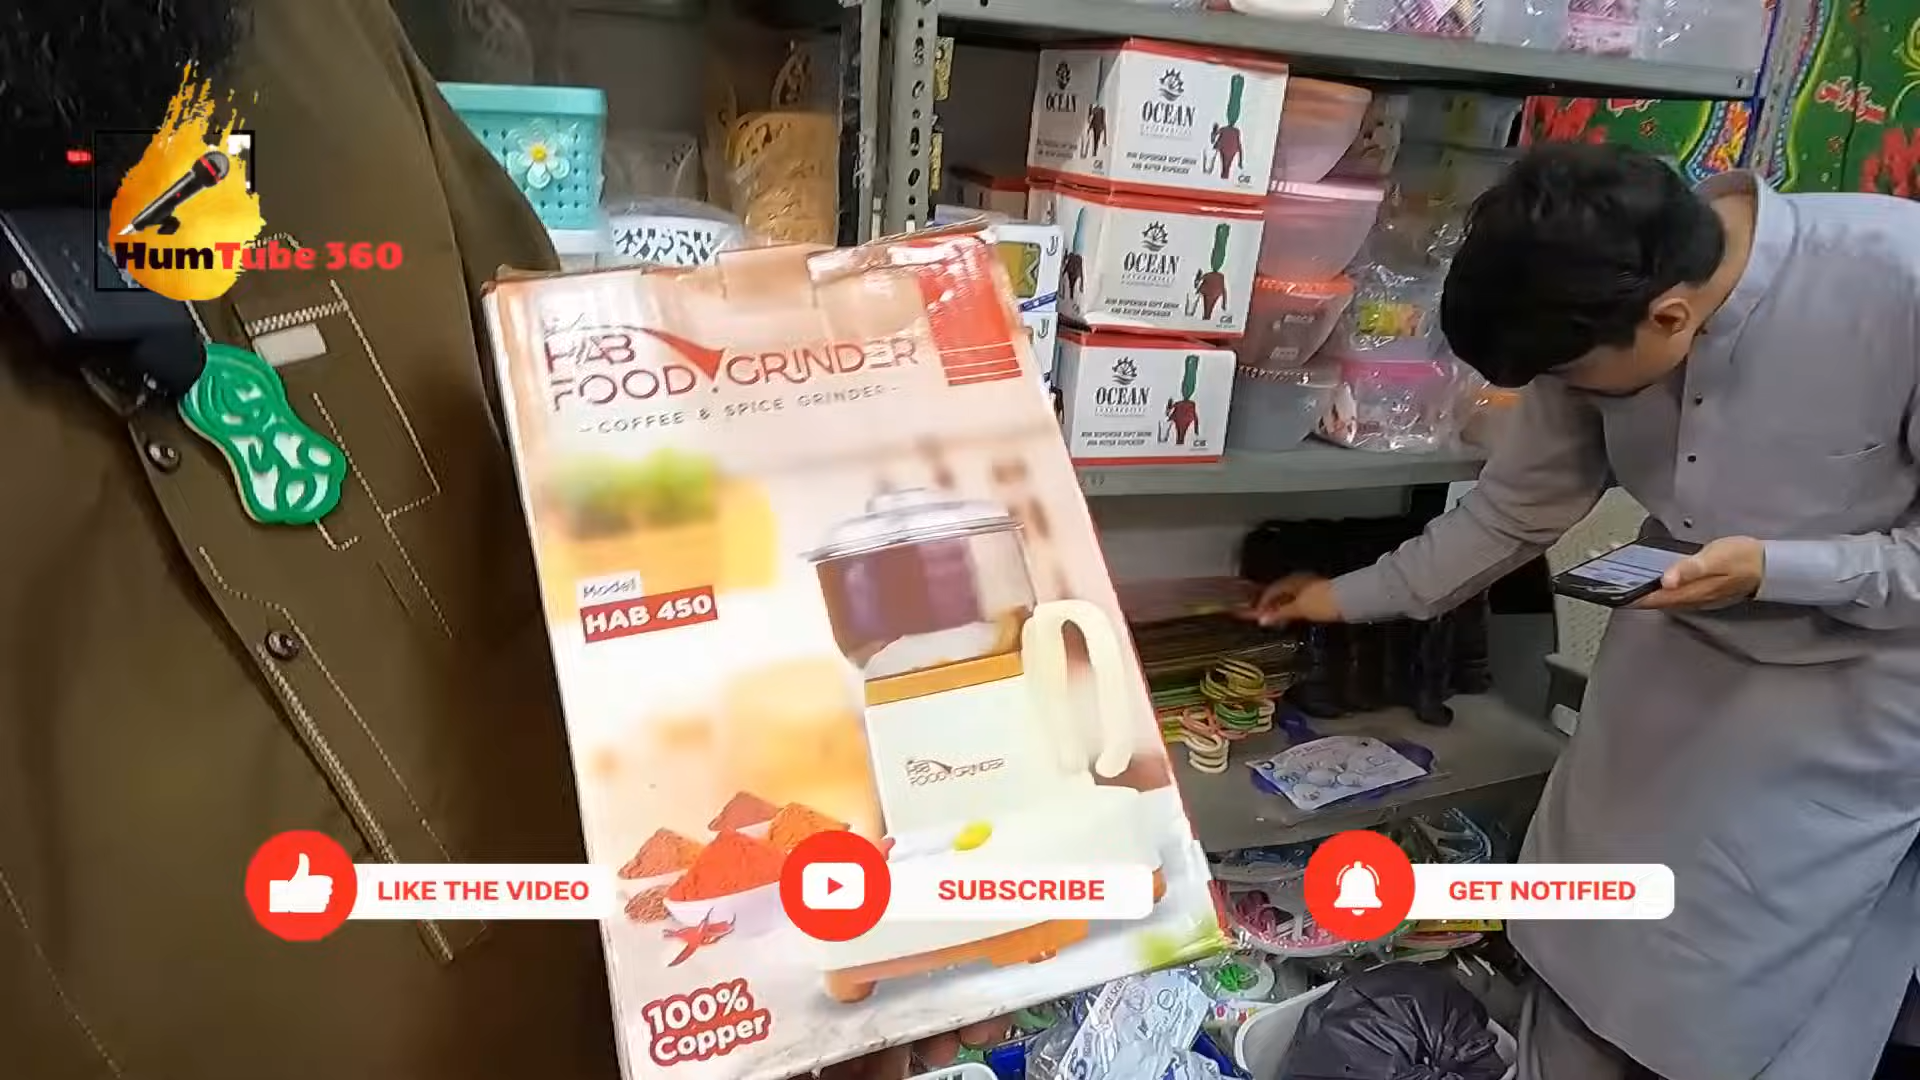 HumTube 360
HAB
FOOD GRINDER
COFFEE & SPICE GRINDER
Model
HAB 450
HAB
FOOD GRINDER
100%
Copper
OCEAN
OCEAN
OCEAN
OCEAN
LIKE THE VIDEO
SUBSCRIBE
GET NOTIFIED